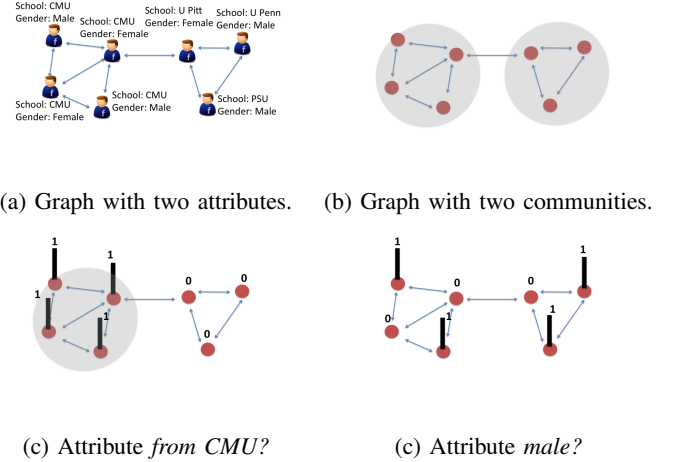 School: CMU
Gender: Male
School: CMU
Gender: Female
School: U Pitt
Gender: Female
School: U Penn
Gender: Male
School: CMU
Gender: Female
School: CMU
Gender: Male
School: PSU
Gender: Male
f
f
f
f
f
f
f
(a) Graph with two attributes.
(b) Graph with two communities.
1
1
1
1
0
0
0
1
0
0
1
0
1
1
(c) Attribute from CMU?
(c) Attribute male?